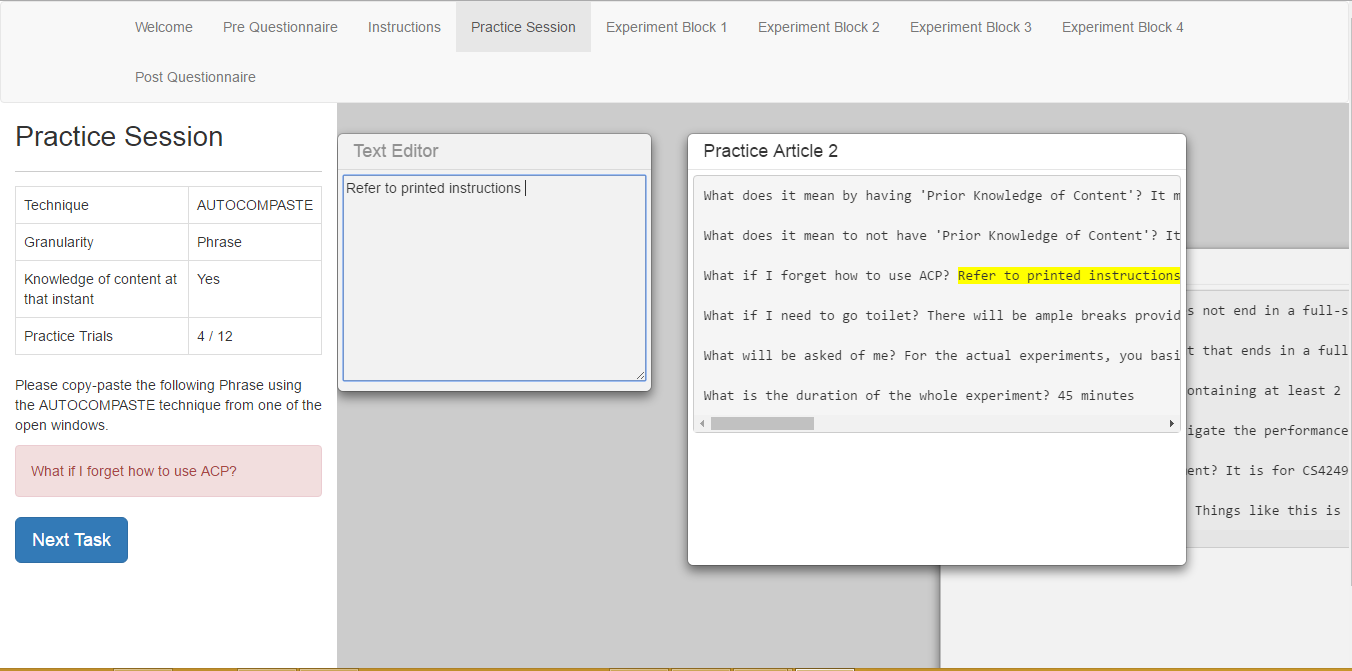 Welcome Pre Questionnaire Instructions Practice Session Experiment Block 1 Experiment Block 2 Experiment Block 3 Experiment Block 4
Post Questionnaire
Practice Session
Technique AUTOCOMPASTE
Granularity Phrase
Knowledge of content at Yes
that instant
Practice Trials 4 / 12
Please copy-paste the following Phrase using
the AUTOCOMPASTE technique from one of the
open windows.
What if I forget how to use ACP?
Next Task
Text Editor
Refer to printed instructions
Practice Article 2
What does it mean by having 'Prior Knowledge of Content'? It
What does it mean to not have 'Prior Knowledge of Content'? It
What if I forget how to use ACP? Refer to printed instructions
What if I need to go toilet? There will be ample breaks provid
What will be asked of me? For the actual experiments, you basi
What is the duration of the whole experiment? 45 minutes
s not end in a full-s
t that ends in a full
ontaining at least 2
igate the performance
ent? It is for CS4249
Things like this is